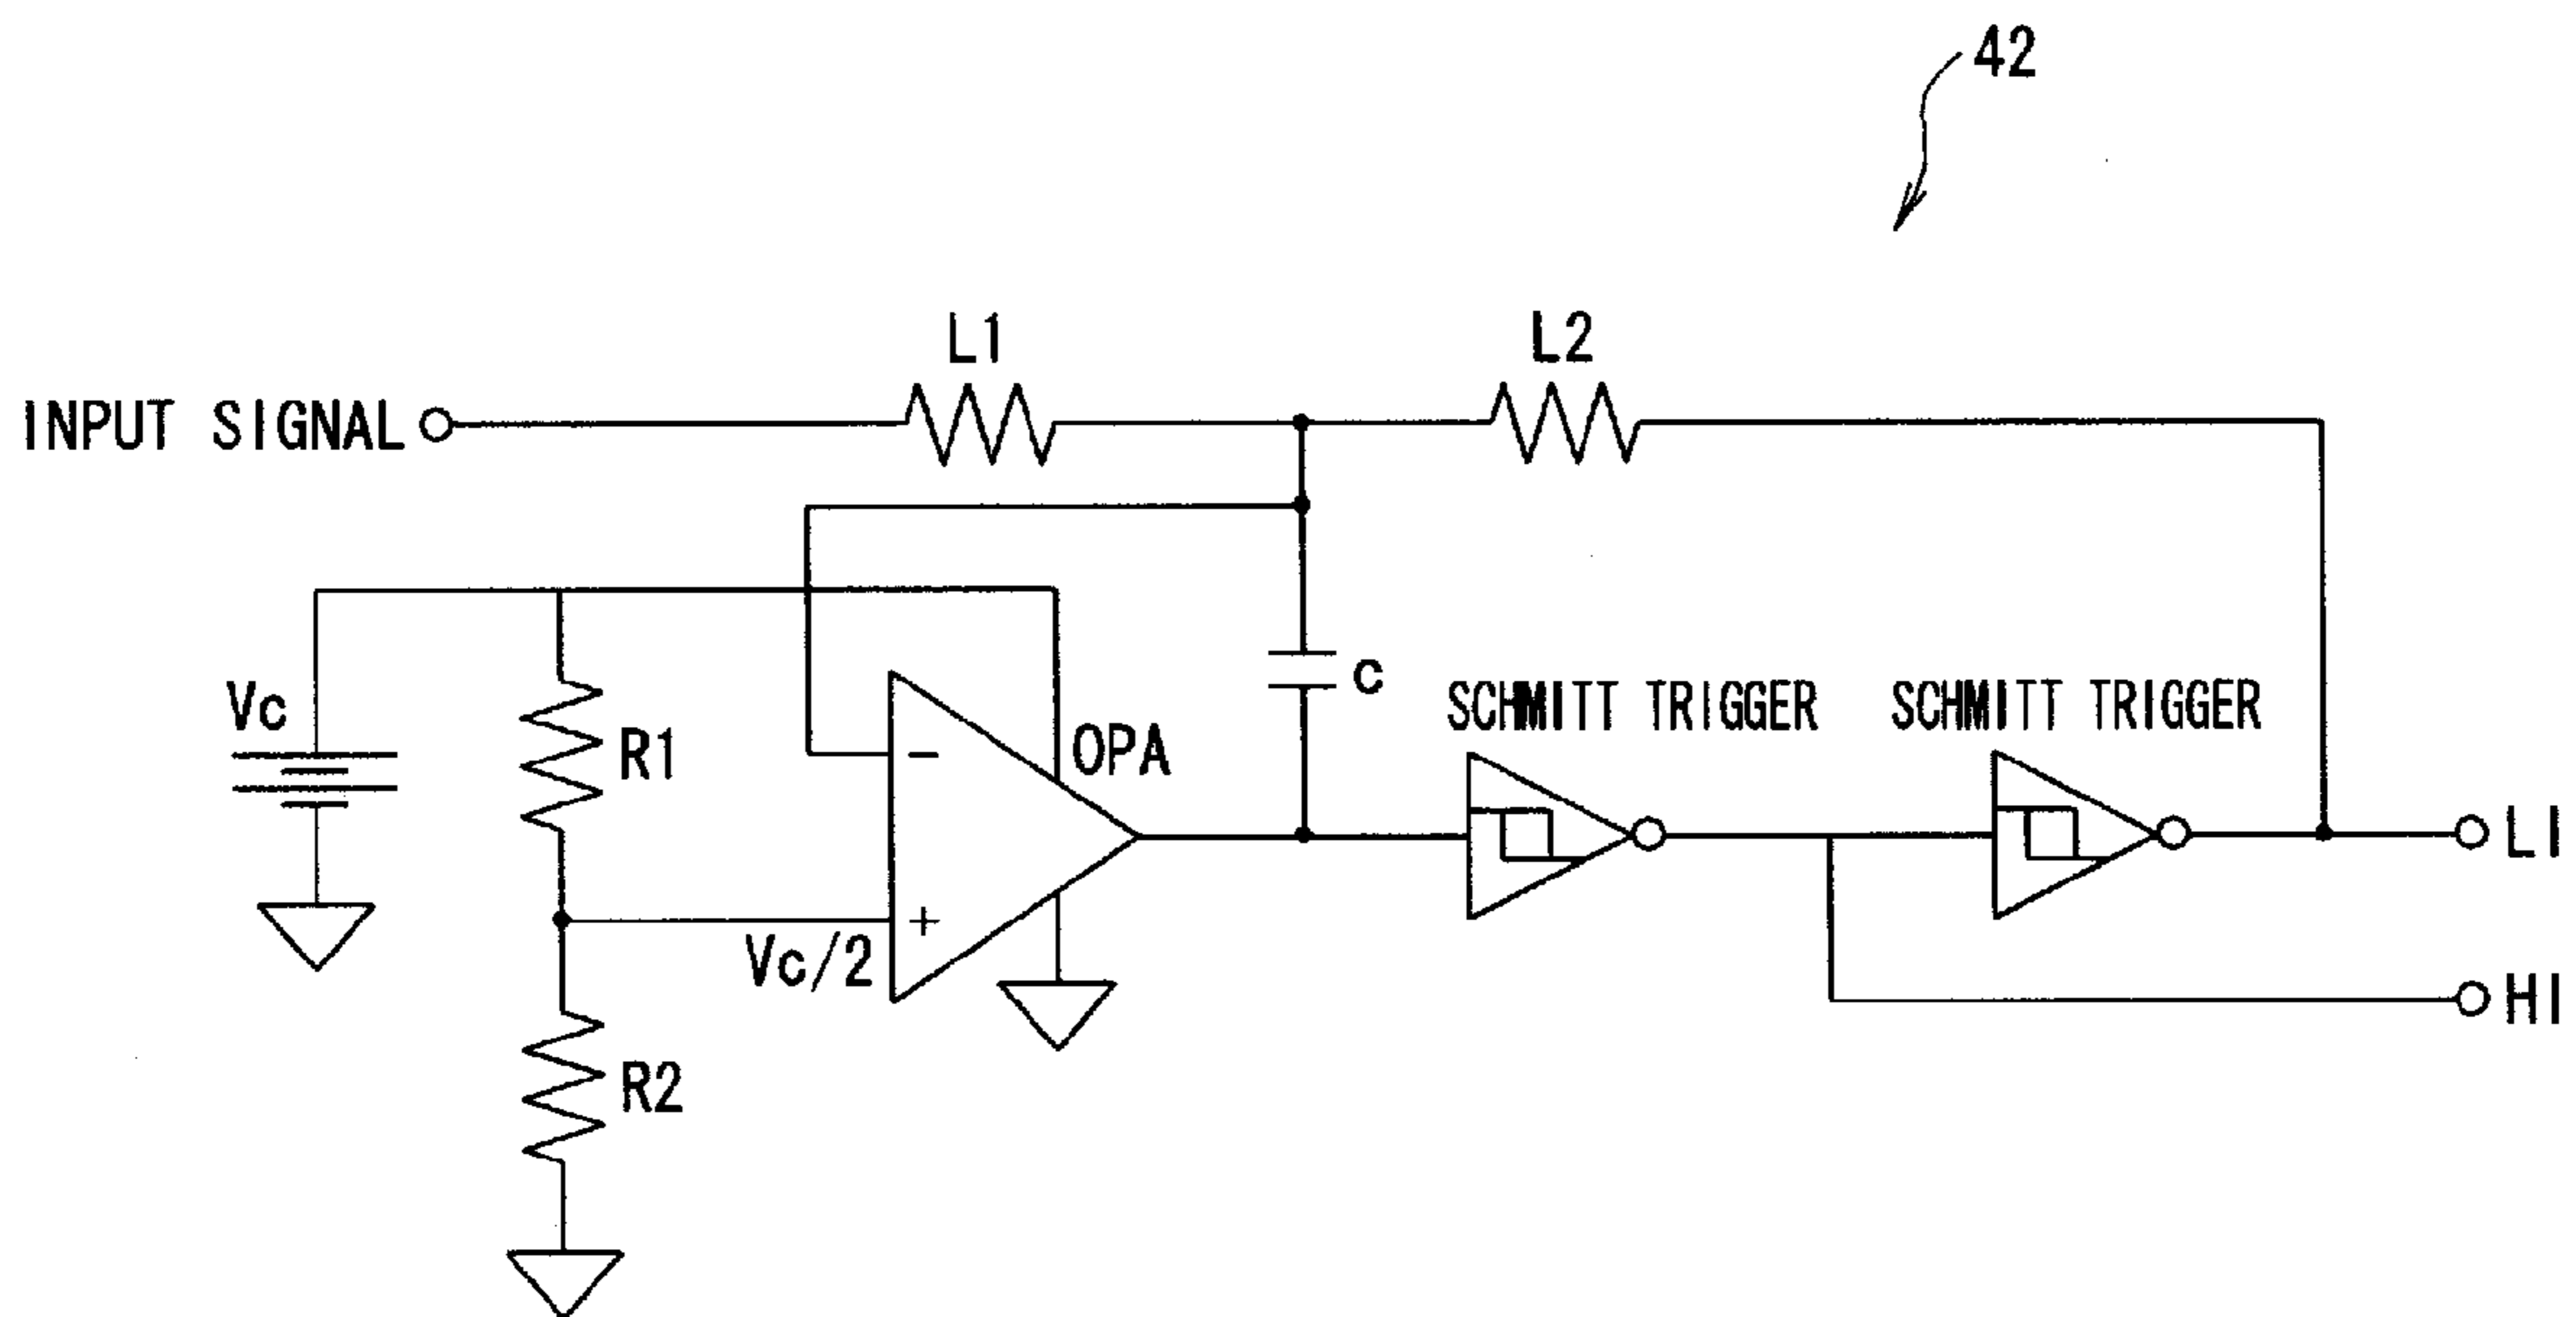 42
L1
L2
INPUT SIGNAL
Vc
R1
OPA
c
SCHMITT TRIGGER
SCHMITT TRIGGER
−
+
Vc/2
LI
HI
R2